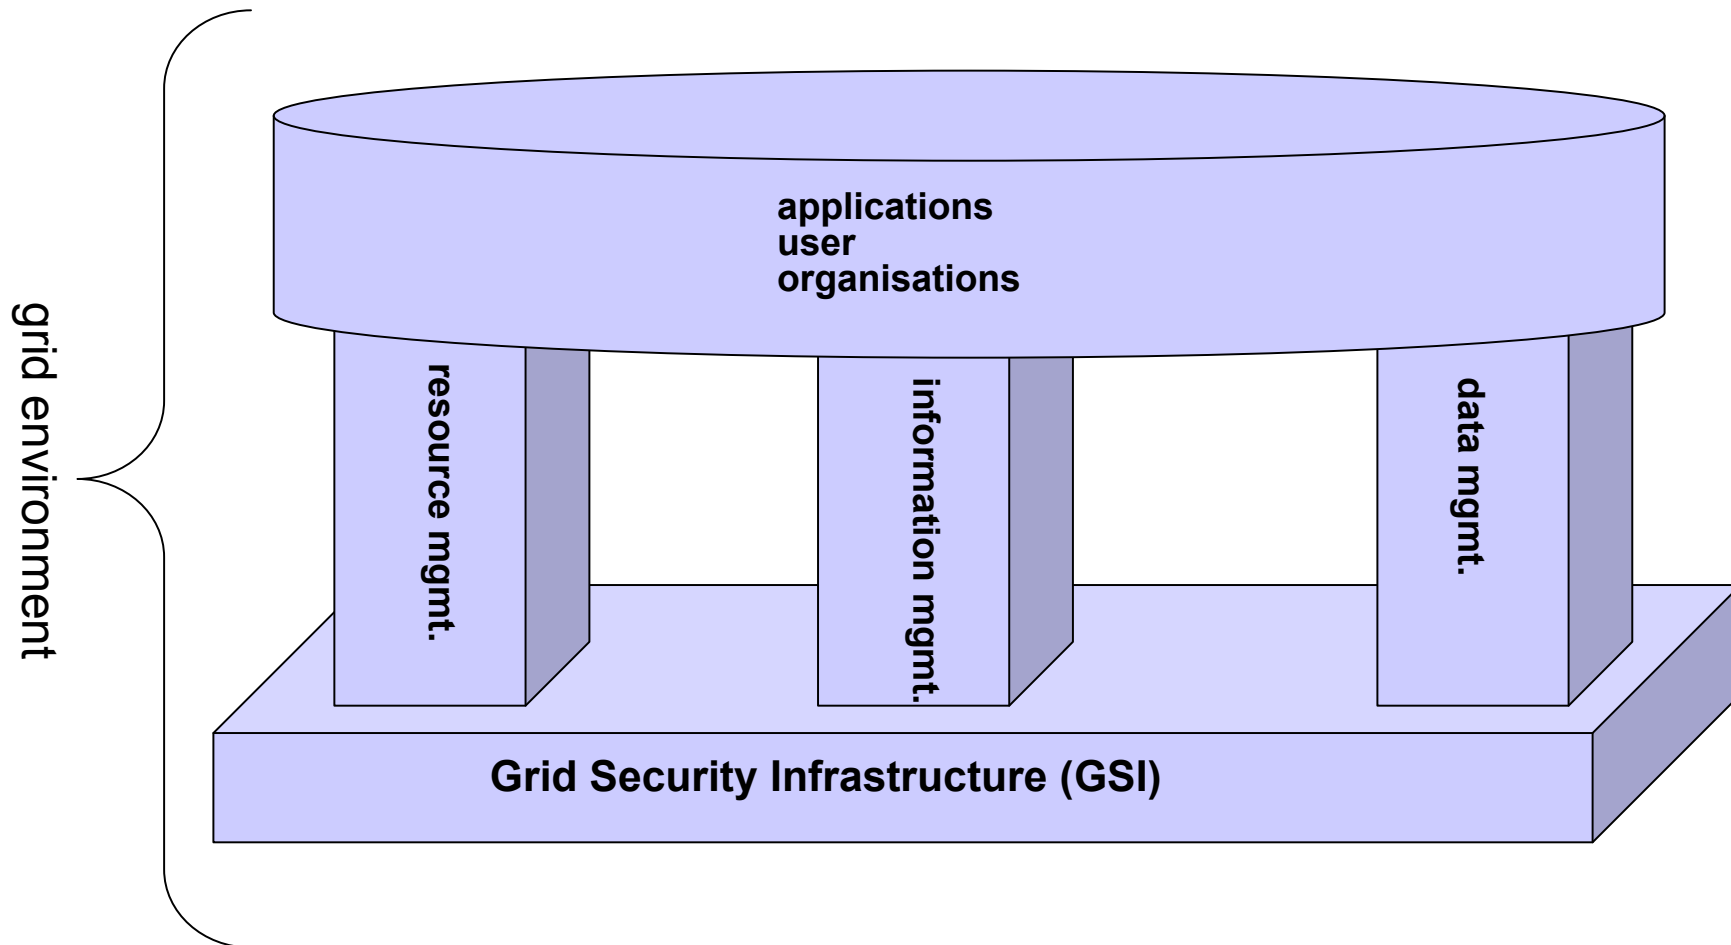 grid environment
applications
user
organisations
resource mgmt.
information mgmt.
data mgmt.
Grid Security Infrastructure (GSI)